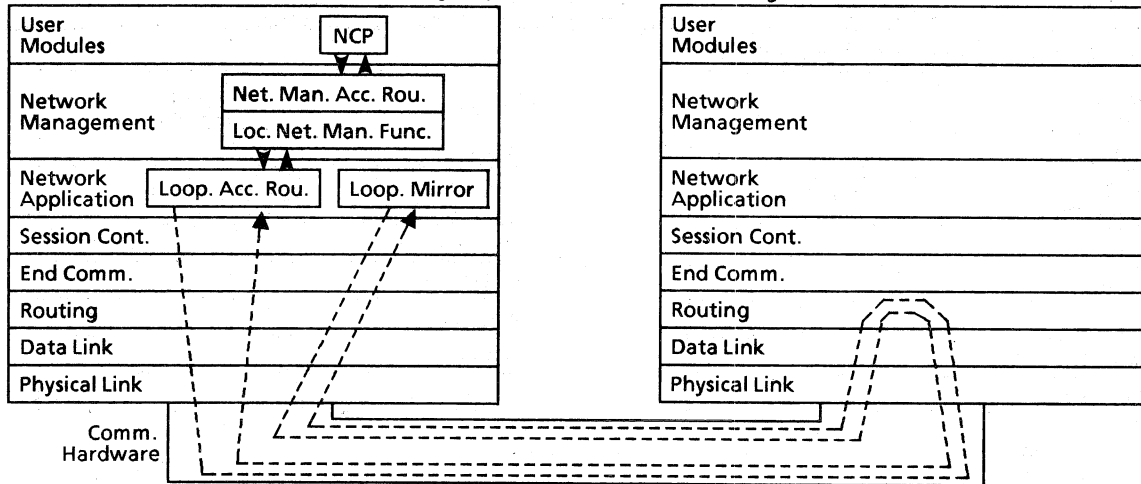 User
Modules
NCP
Network
Management
Net. Man. Acc. Rou.
Loc. Net. Man. Func.
Network
Application
Loop. Acc. Rou.
Loop. Mirror
Session Cont.
End Comm.
Routing
Data Link
Physical Link
User
Modules
Network
Management
Network
Application
Session Cont.
End Comm.
Routing
Data Link
Physical Link
Comm.
Hardware